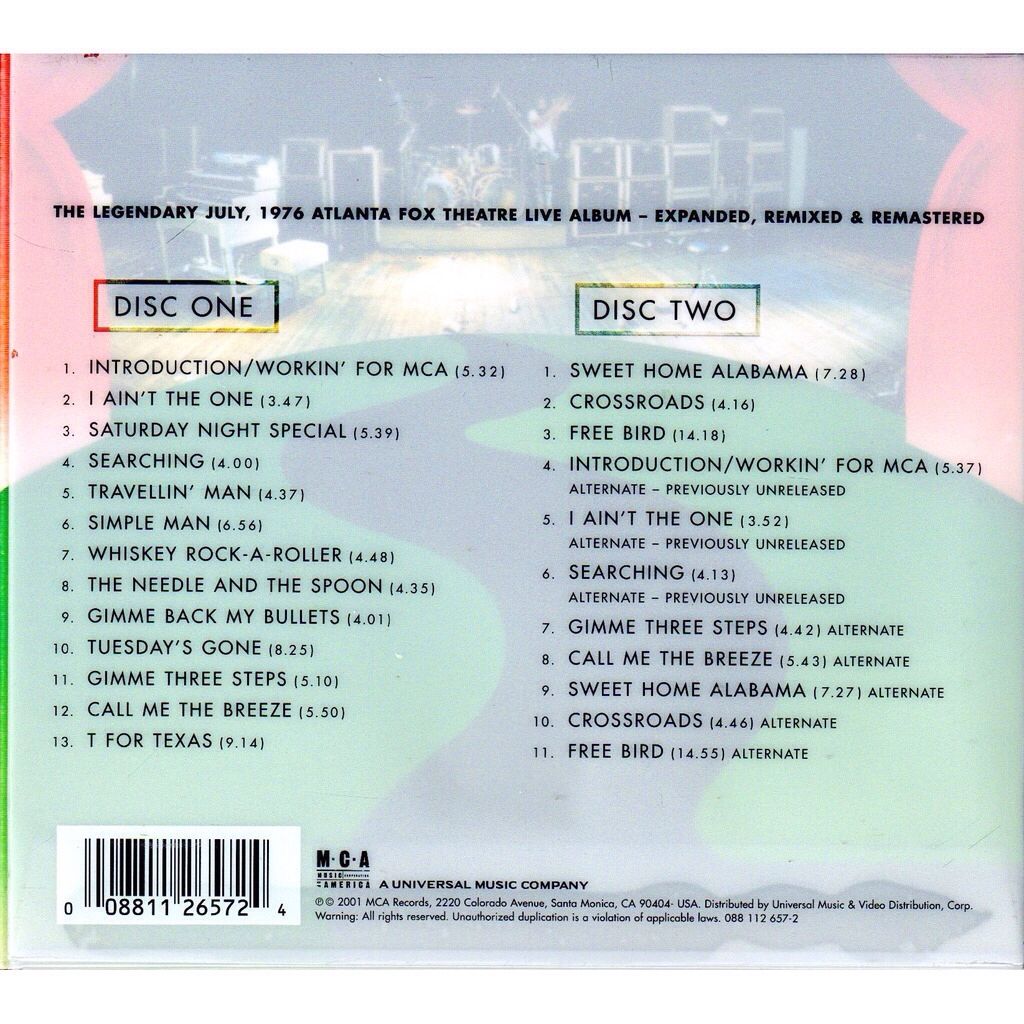 THE LEGENDARY JULY, 1976 ATLANTA FOX THEATRE LIVE ALBUM – EXPANDED, REMIXED & REMASTERED
DISC ONE
1. INTRODUCTION/WORKIN' FOR MCA (5.32)
2. I AIN'T THE ONE (3.47)
3. SATURDAY NIGHT SPECIAL (5.39)
4. SEARCHING (4.00)
5. TRAVELLIN' MAN (4.37)
6. SIMPLE MAN (6.56)
7. WHISKEY ROCK-A-ROLLER (4.48)
8. THE NEEDLE AND THE SPOON (4.35)
9. GIMME BACK MY BULLETS (4.01)
10. TUESDAY'S GONE (8.25)
11. GIMME THREE STEPS (5.10)
12. CALL ME THE BREEZE (5.50)
13. T FOR TEXAS (9.14)
DISC TWO
1. SWEET HOME ALABAMA (7.28)
2. CROSSROADS (4.16)
3. FREE BIRD (14.18)
4. INTRODUCTION/WORKIN' FOR MCA (5.37)
ALTERNATE – PREVIOUSLY UNRELEASED
5. I AIN'T THE ONE (3.52)
ALTERNATE – PREVIOUSLY UNRELEASED
6. SEARCHING (4.13)
ALTERNATE – PREVIOUSLY UNRELEASED
7. GIMME THREE STEPS (4.42) ALTERNATE
8. CALL ME THE BREEZE (5.43) ALTERNATE
9. SWEET HOME ALABAMA (7.27) ALTERNATE
10. CROSSROADS (4.46) ALTERNATE
11. FREE BIRD (14.55) ALTERNATE
0 08811 26572 4
M·C·A
MUSIC CORPORATION
OF AMERICA
A UNIVERSAL MUSIC COMPANY
℗© 2001 MCA Records, 2220 Colorado Avenue, Santa Monica, CA 90404- USA. Distributed by Universal Music & Video Distribution, Corp.
Warning: All rights reserved. Unauthorized duplication is a violation of applicable laws. 088 112 657-2